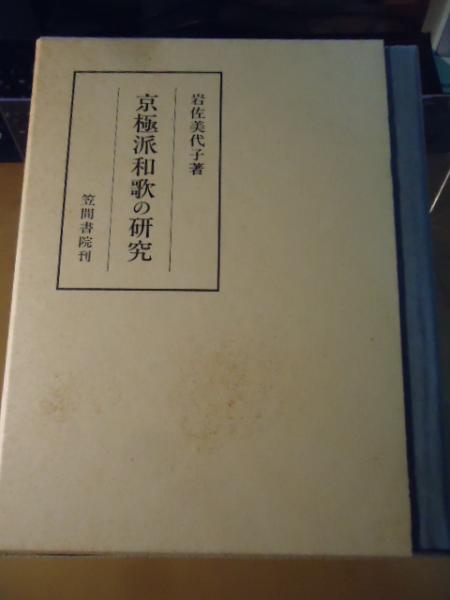 岩佐美代子著
京極派和歌の研究
笠間書院刊